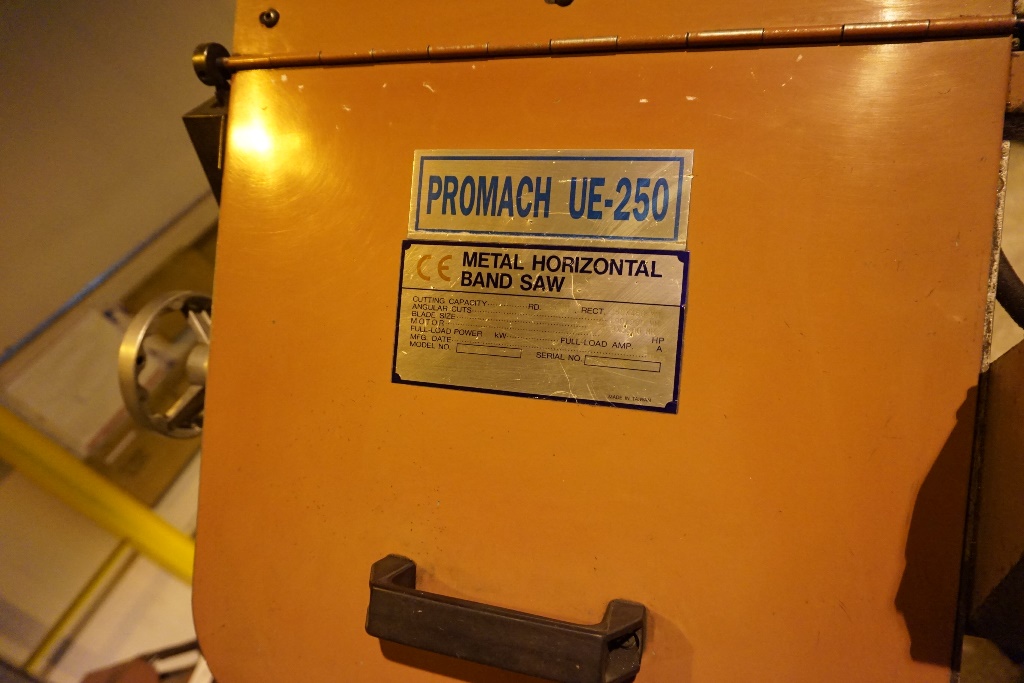 PROMACH UE-250
CE METAL HORIZONTAL
BAND SAW
CUTTING CAPACITY RD. RECT
ANGULAR CUTS
BLADE SIZE
MOTOR HP
FULL-LOAD POWER kW FULL-LOAD AMP. A
MFG. DATE
MODEL NO. SERIAL NO.
MADE IN TAIWAN